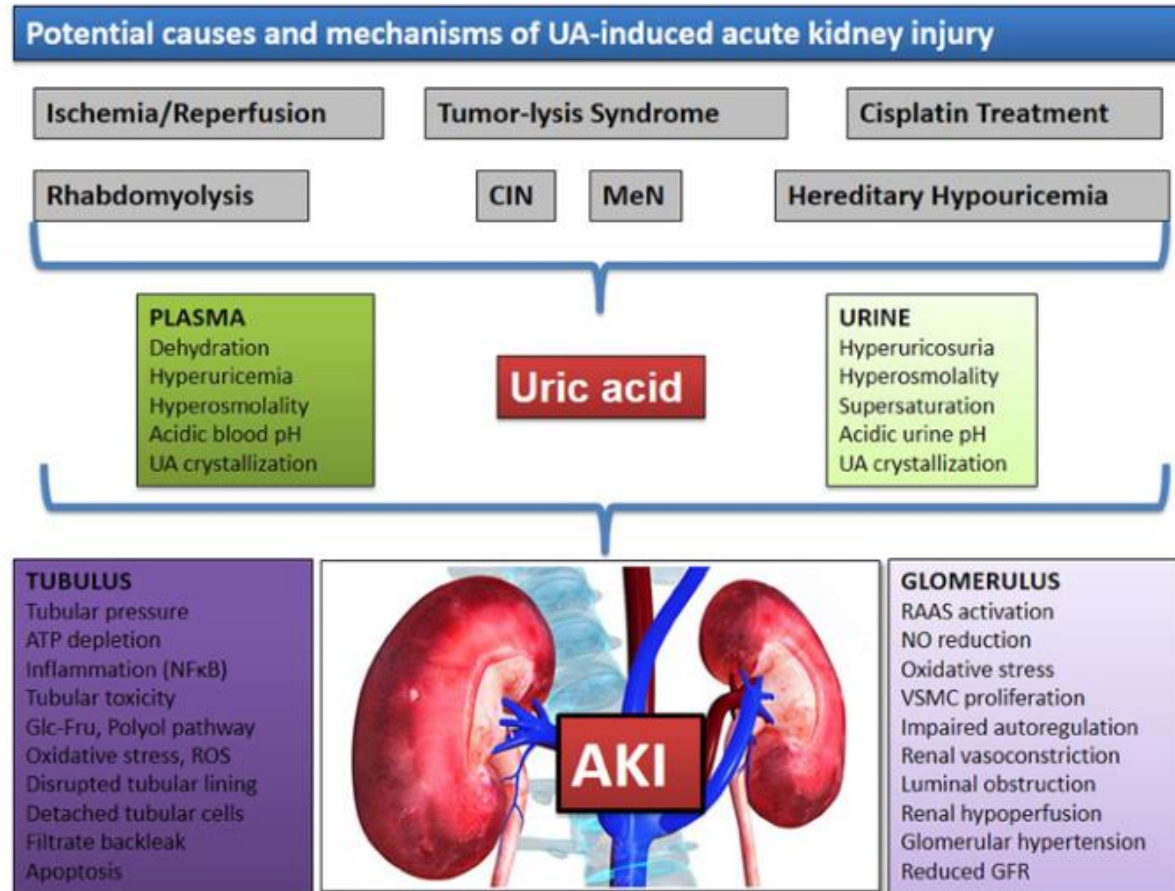 Potential causes and mechanisms of UA-induced acute kidney injury
Ischemia/Reperfusion
Tumor-lysis Syndrome
Cisplatin Treatment
Rhabdomyolysis
CIN
MeN
Hereditary Hypouricemia
PLASMA
Dehydration
Hyperuricemia
Hyperosmolality
Acidic blood pH
UA crystallization
Uric acid
URINE
Hyperuricosuria
Hyperosmolality
Supersaturation
Acidic urine pH
UA crystallization
TUBULUS
Tubular pressure
ATP depletion
Inflammation (NFκB)
Tubular toxicity
Glc-Fru, Polyol pathway
Oxidative stress, ROS
Disrupted tubular lining
Detached tubular cells
Filtrate backleak
Apoptosis
AKI
GLOMERULUS
RAAS activation
NO reduction
Oxidative stress
VSMC proliferation
Impaired autoregulation
Renal vasoconstriction
Luminal obstruction
Renal hypoperfusion
Glomerular hypertension
Reduced GFR